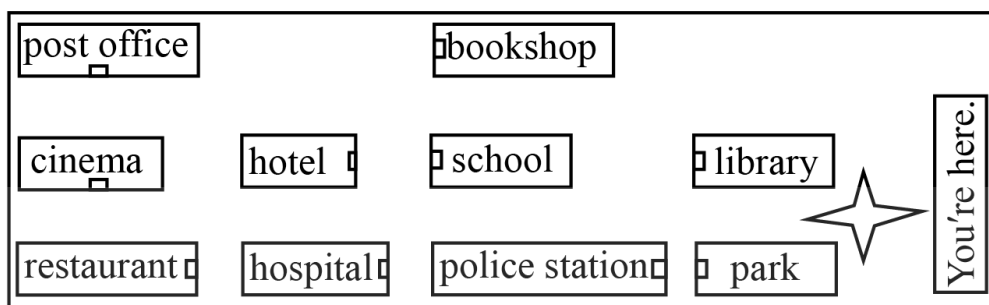 post office
bookshop
cinema
hotel
school
library
You're here.
restaurant
hospital
police station
park